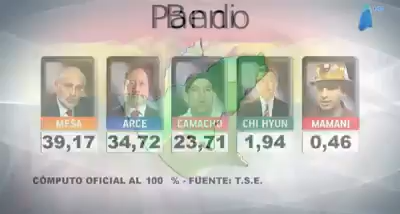 MESA ARCE CAMACHO CHI HYUN MAMANI
39,17 34,72 23,71 1,94 0,46
CÓMPUTO OFICIAL AL 100 % - FUENTE: T.S.E.